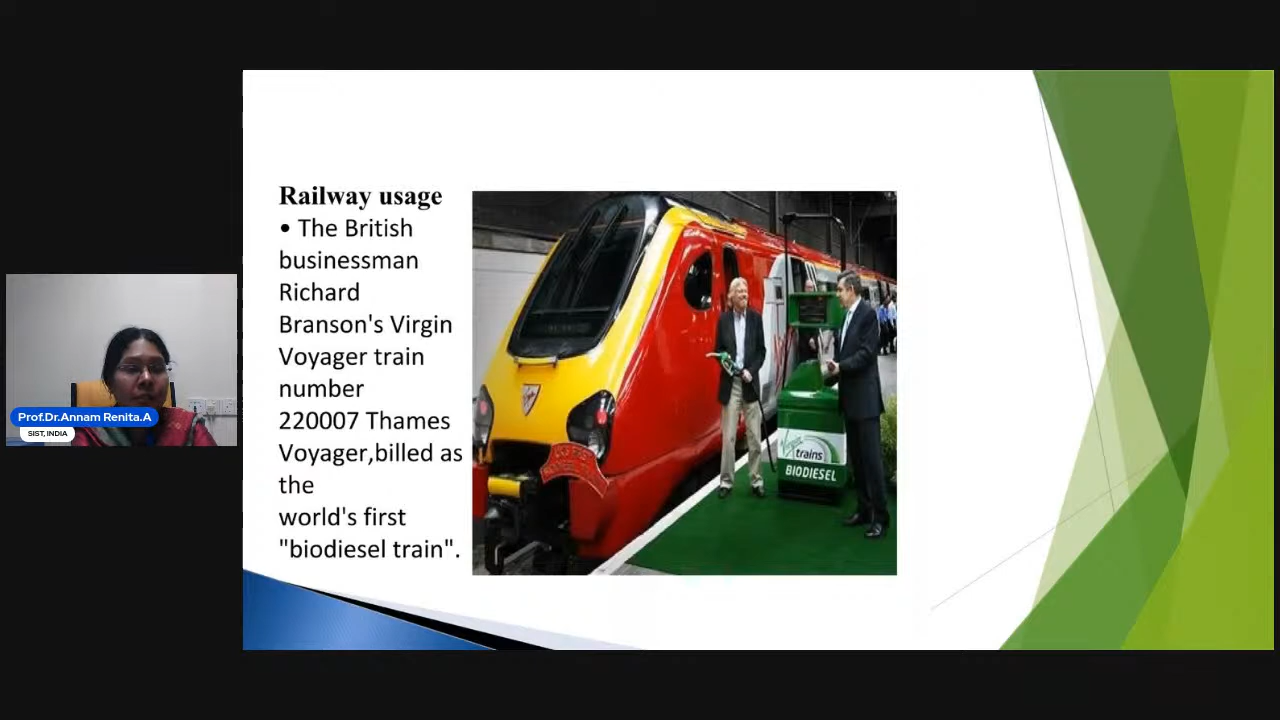 Railway usage
• The British
businessman
Richard
Branson's Virgin
Voyager train
number
220007 Thames
Voyager,billed as
the
world's first
"biodiesel train".
Virgin
trains
BIODIESEL
Prof.Dr.Annam Renita.A
SIST, INDIA